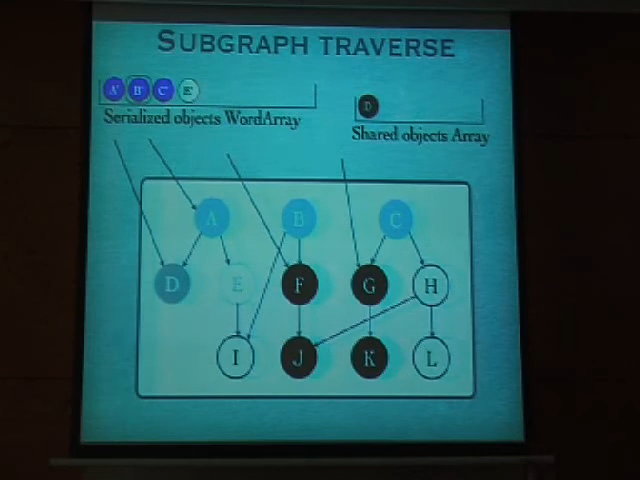 SUBGRAPH TRAVERSE
A' B' C' E'
D
Serialized objects WordArray
Shared objects Array
A B C
D E F G H
I J K L